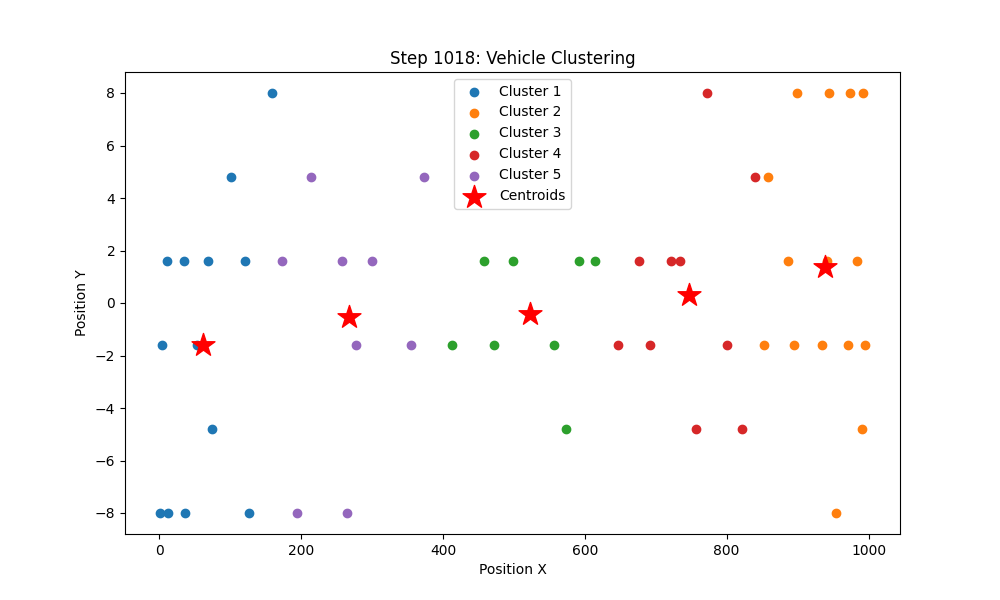 Step 1018: Vehicle Clustering
Cluster 1
Cluster 2
Cluster 3
Cluster 4
Cluster 5
Centroids
Position Y
8
6
4
2
0
−2
−4
−6
−8
0 200 400 600 800 1000
Position X